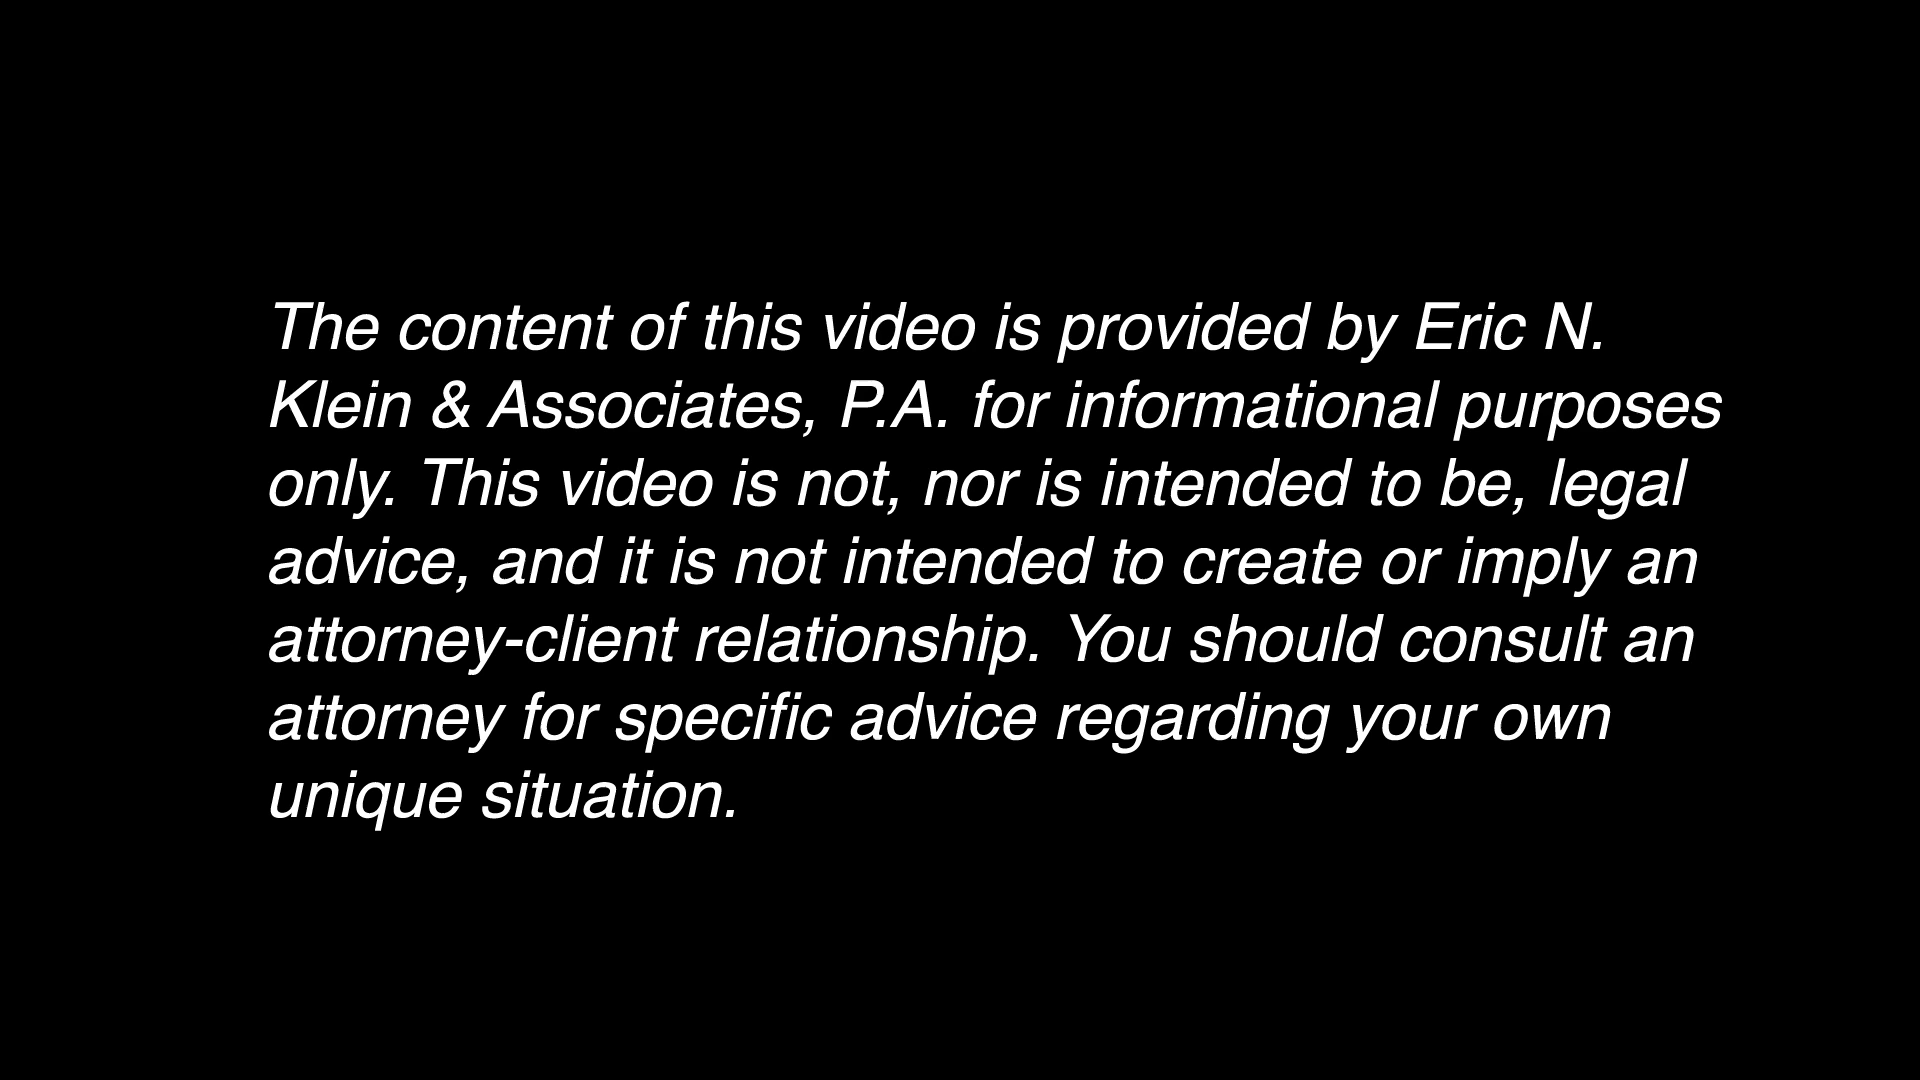 The content of this video is provided by Eric N.
Klein & Associates, P.A. for informational purposes
only. This video is not, nor is intended to be, legal
advice, and it is not intended to create or imply an
attorney-client relationship. You should consult an
attorney for specific advice regarding your own
unique situation.